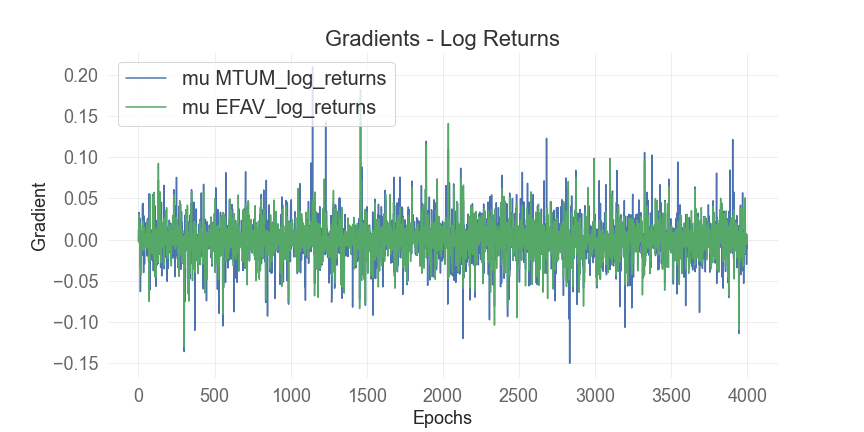 Gradients - Log Returns
mu MTUM_log_returns
mu EFAV_log_returns
0.20
0.15
0.10
0.05
0.00
−0.05
−0.10
−0.15
Gradient
0 500 1000 1500 2000 2500 3000 3500 4000
Epochs